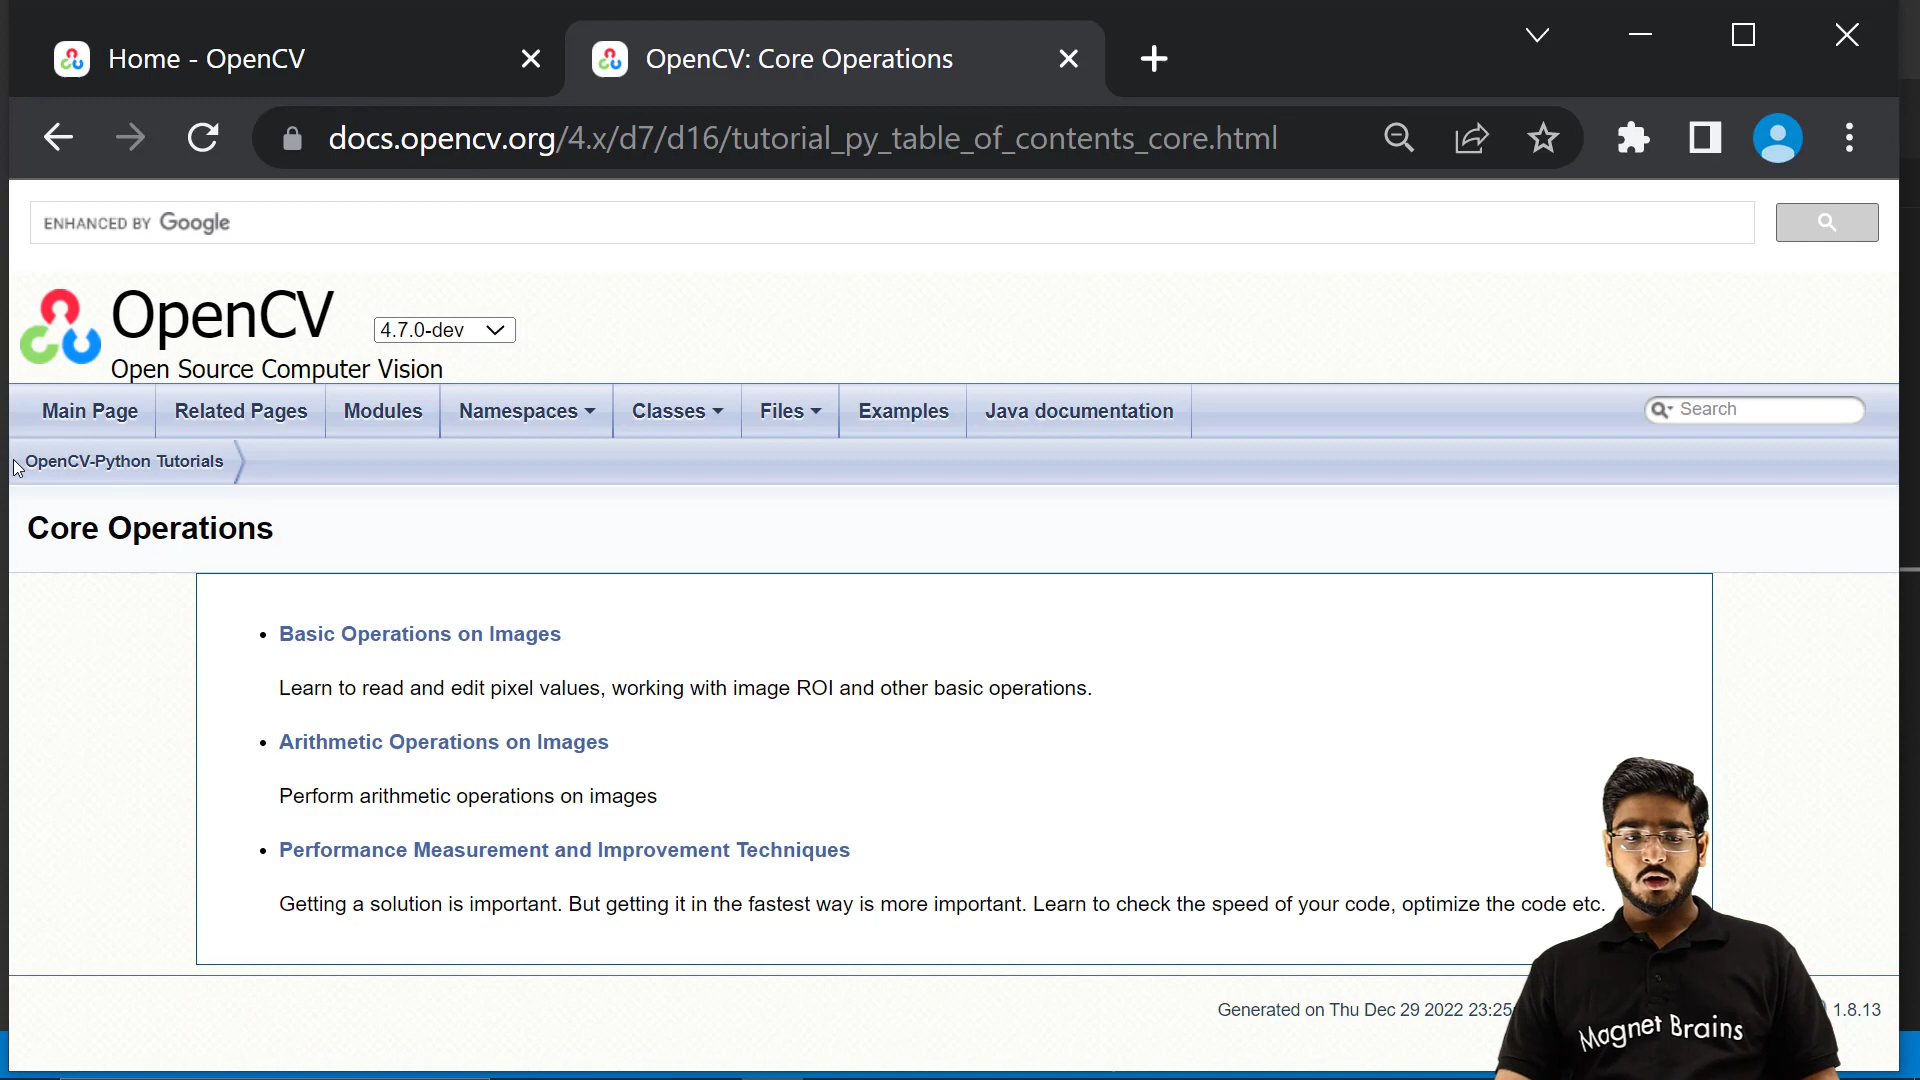 Home - OpenCV
OpenCV: Core Operations
docs.opencv.org/4.x/d7/d16/tutorial_py_table_of_contents_core.html
ENHANCED BY Google
OpenCV
4.7.0-dev
Open Source Computer Vision
Main Page
Related Pages
Modules
Namespaces
Classes
Files
Examples
Java documentation
Search
OpenCV-Python Tutorials
Core Operations
• Basic Operations on Images
Learn to read and edit pixel values, working with image ROI and other basic operations.
• Arithmetic Operations on Images
Perform arithmetic operations on images
• Performance Measurement and Improvement Techniques
Getting a solution is important. But getting it in the fastest way is more important. Learn to check the speed of your code, optimize the code etc.
Generated on Thu Dec 29 2022 23:25
1.8.13
Magnet Brains